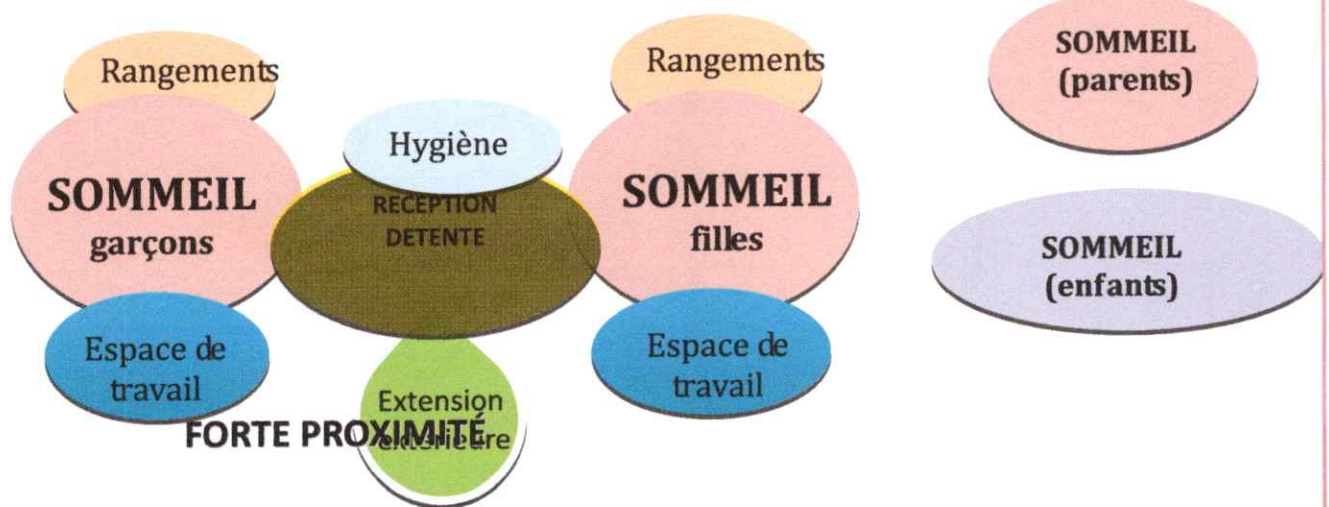 Rangements
SOMMEIL
garçons
Espace de
travail
Hygiène
RECEPTION
DETENTE
Extension
extérieure
FORTE PROXIMITÉ
Rangements
SOMMEIL
filles
Espace de
travail
SOMMEIL
(parents)
SOMMEIL
(enfants)